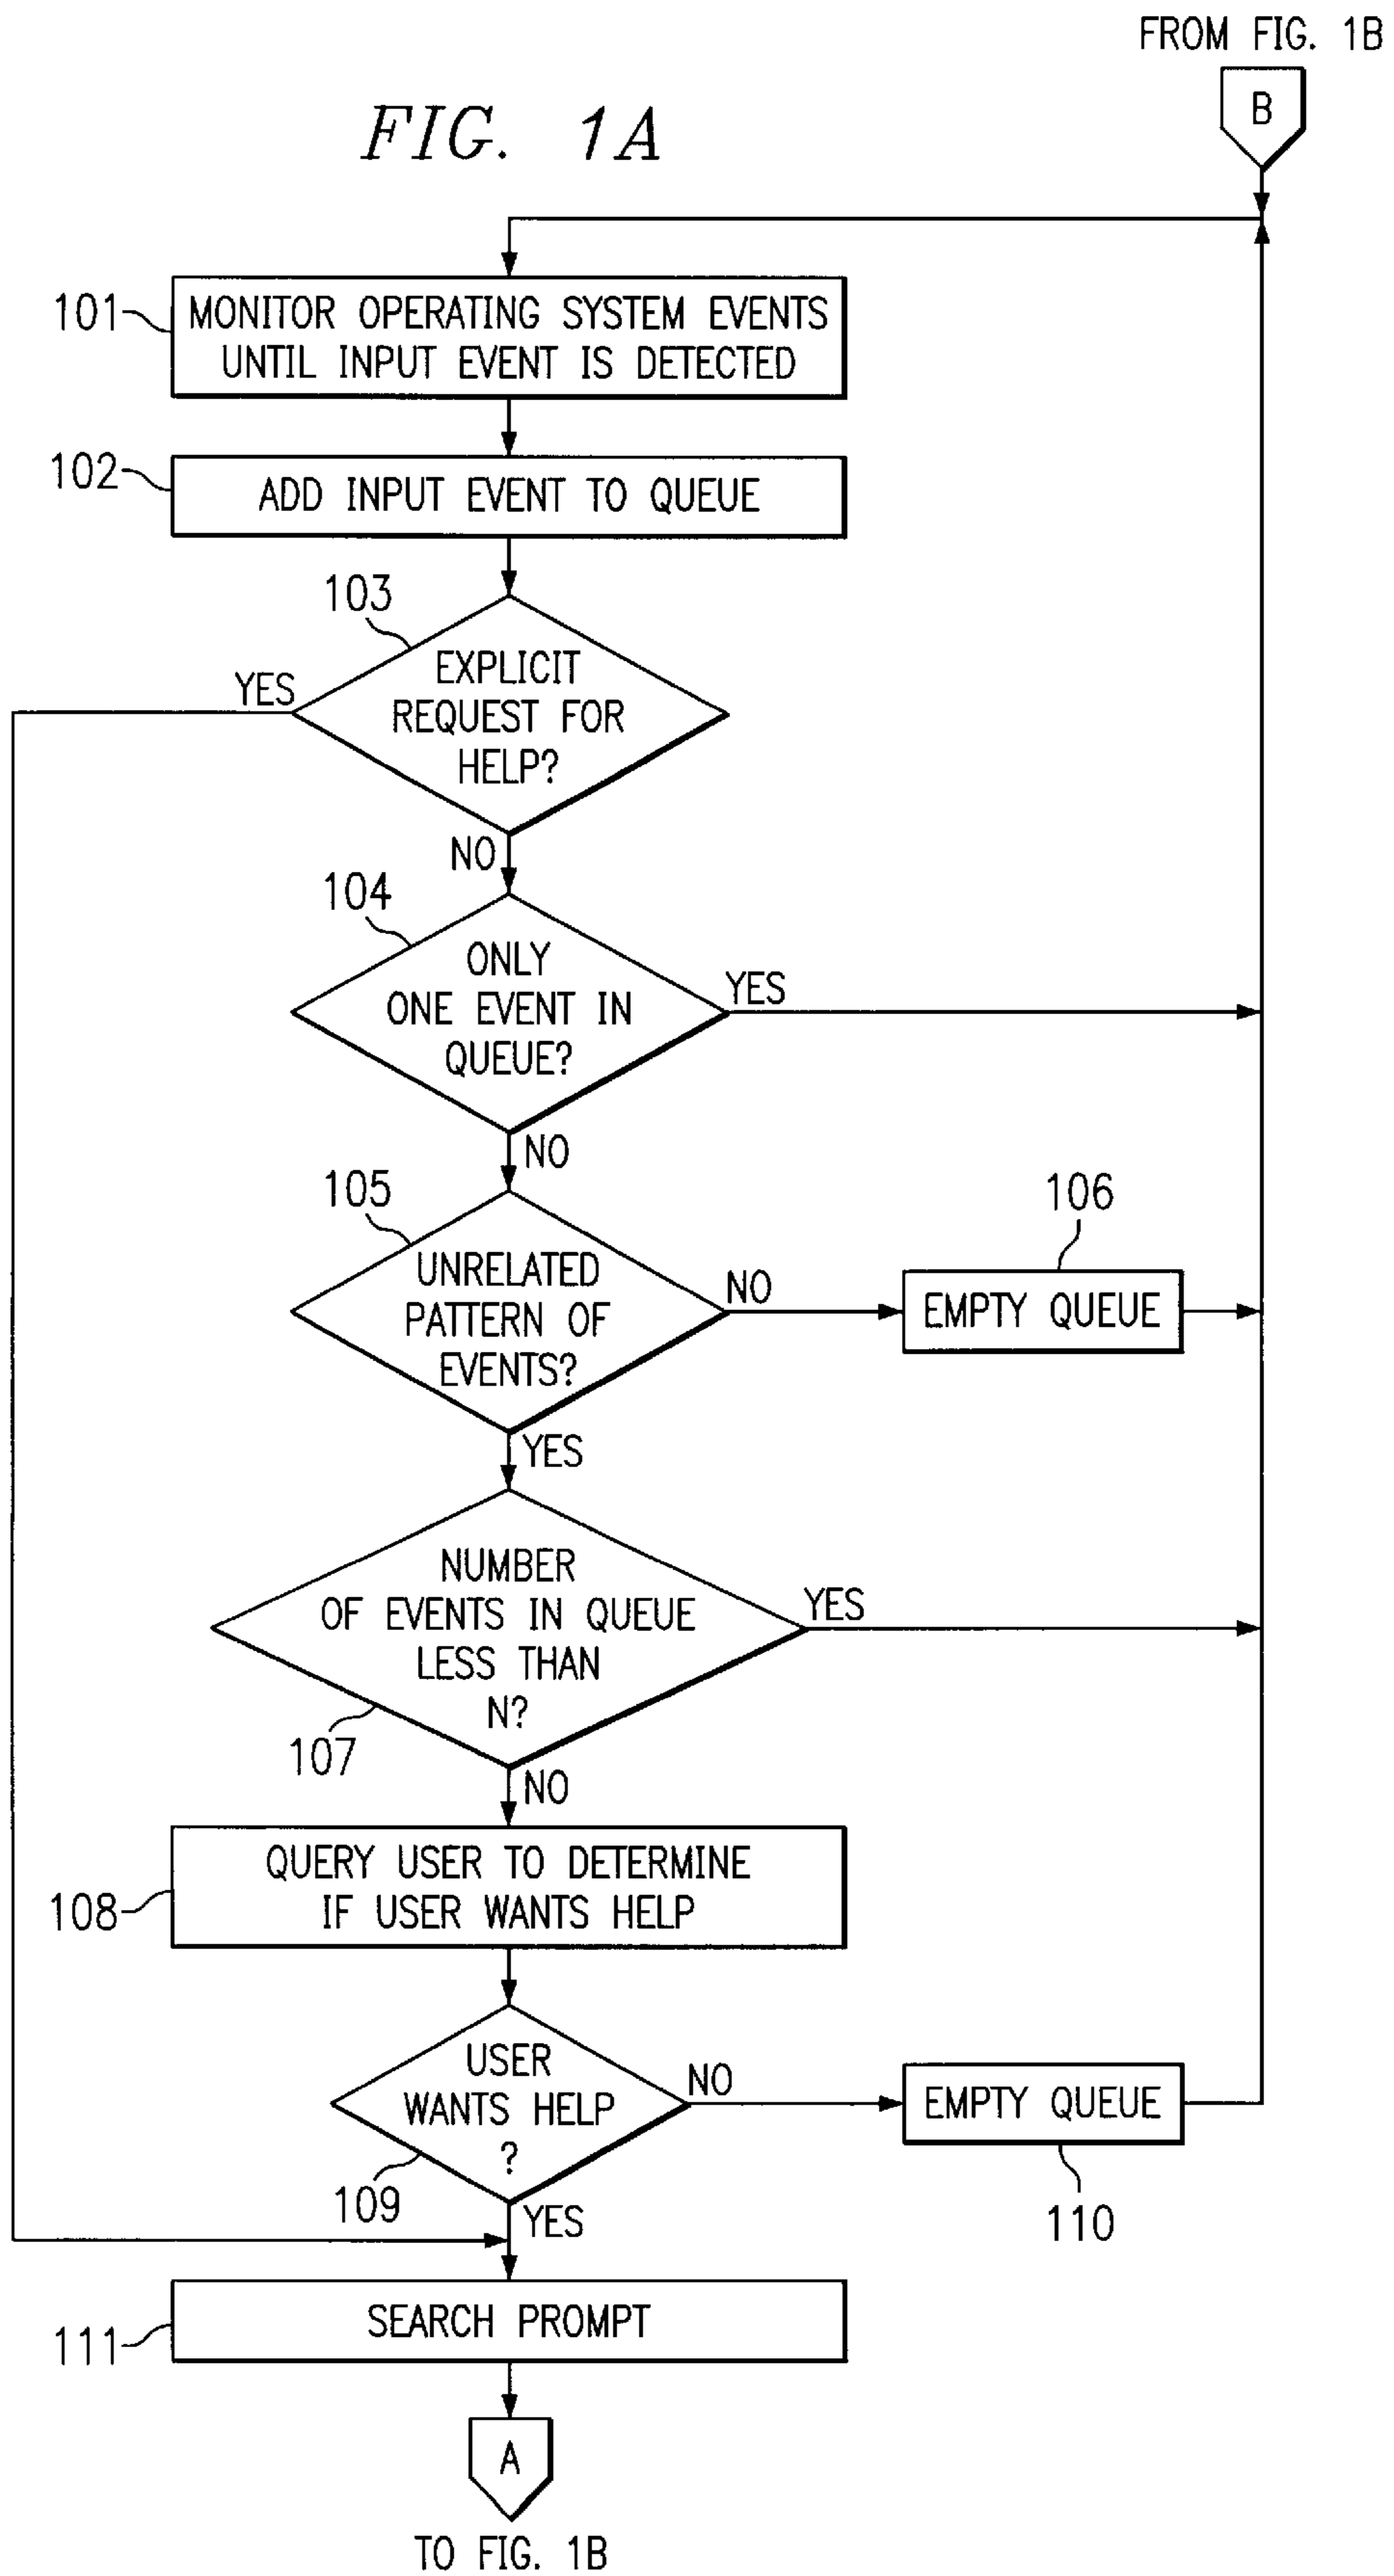 FROM FIG. 1B
B
FIG. 1A
101
MONITOR OPERATING SYSTEM EVENTS
UNTIL INPUT EVENT IS DETECTED
102
ADD INPUT EVENT TO QUEUE
103
EXPLICIT
REQUEST FOR
HELP?
YES
NO
104
ONLY
ONE EVENT IN
QUEUE?
YES
NO
105
UNRELATED
PATTERN OF
EVENTS?
NO
106
EMPTY QUEUE
YES
NUMBER
OF EVENTS IN QUEUE
LESS THAN
N?
YES
107
NO
108
QUERY USER TO DETERMINE
IF USER WANTS HELP
USER
WANTS HELP
?
NO
EMPTY QUEUE
109
110
YES
111
SEARCH PROMPT
A
TO FIG. 1B